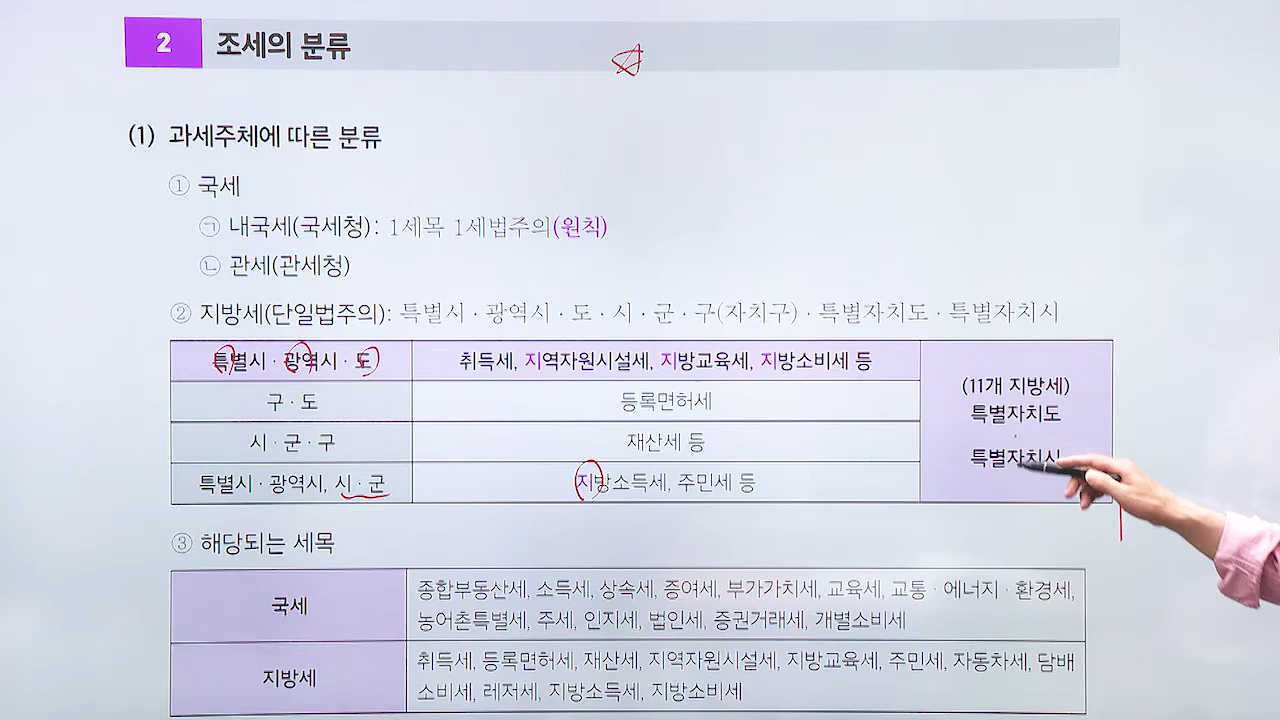 2 조세의 분류
(1) 과세주체에 따른 분류
① 국세
㉠ 내국세(국세청): 1세목 1세법주의(원칙)
㉡ 관세(관세청)
② 지방세(단일법주의): 특별시 · 광역시 · 도 · 시 · 군 · 구(자치구) · 특별자치도 · 특별자치시
특별시 · 광역시 · 도 취득세, 지역자원시설세, 지방교육세, 지방소비세 등
구 · 도 등록면허세
시 · 군 · 구 재산세 등
특별시 · 광역시, 시 · 군 지방소득세, 주민세 등
(11개 지방세)
특별자치도
·
특별자치시
③ 해당되는 세목
국세
종합부동산세, 소득세, 상속세, 증여세, 부가가치세, 교육세, 교통 · 에너지 · 환경세,
농어촌특별세, 주세, 인지세, 법인세, 증권거래세, 개별소비세
지방세
취득세, 등록면허세, 재산세, 지역자원시설세, 지방교육세, 주민세, 자동차세, 담배
소비세, 레저세, 지방소득세, 지방소비세